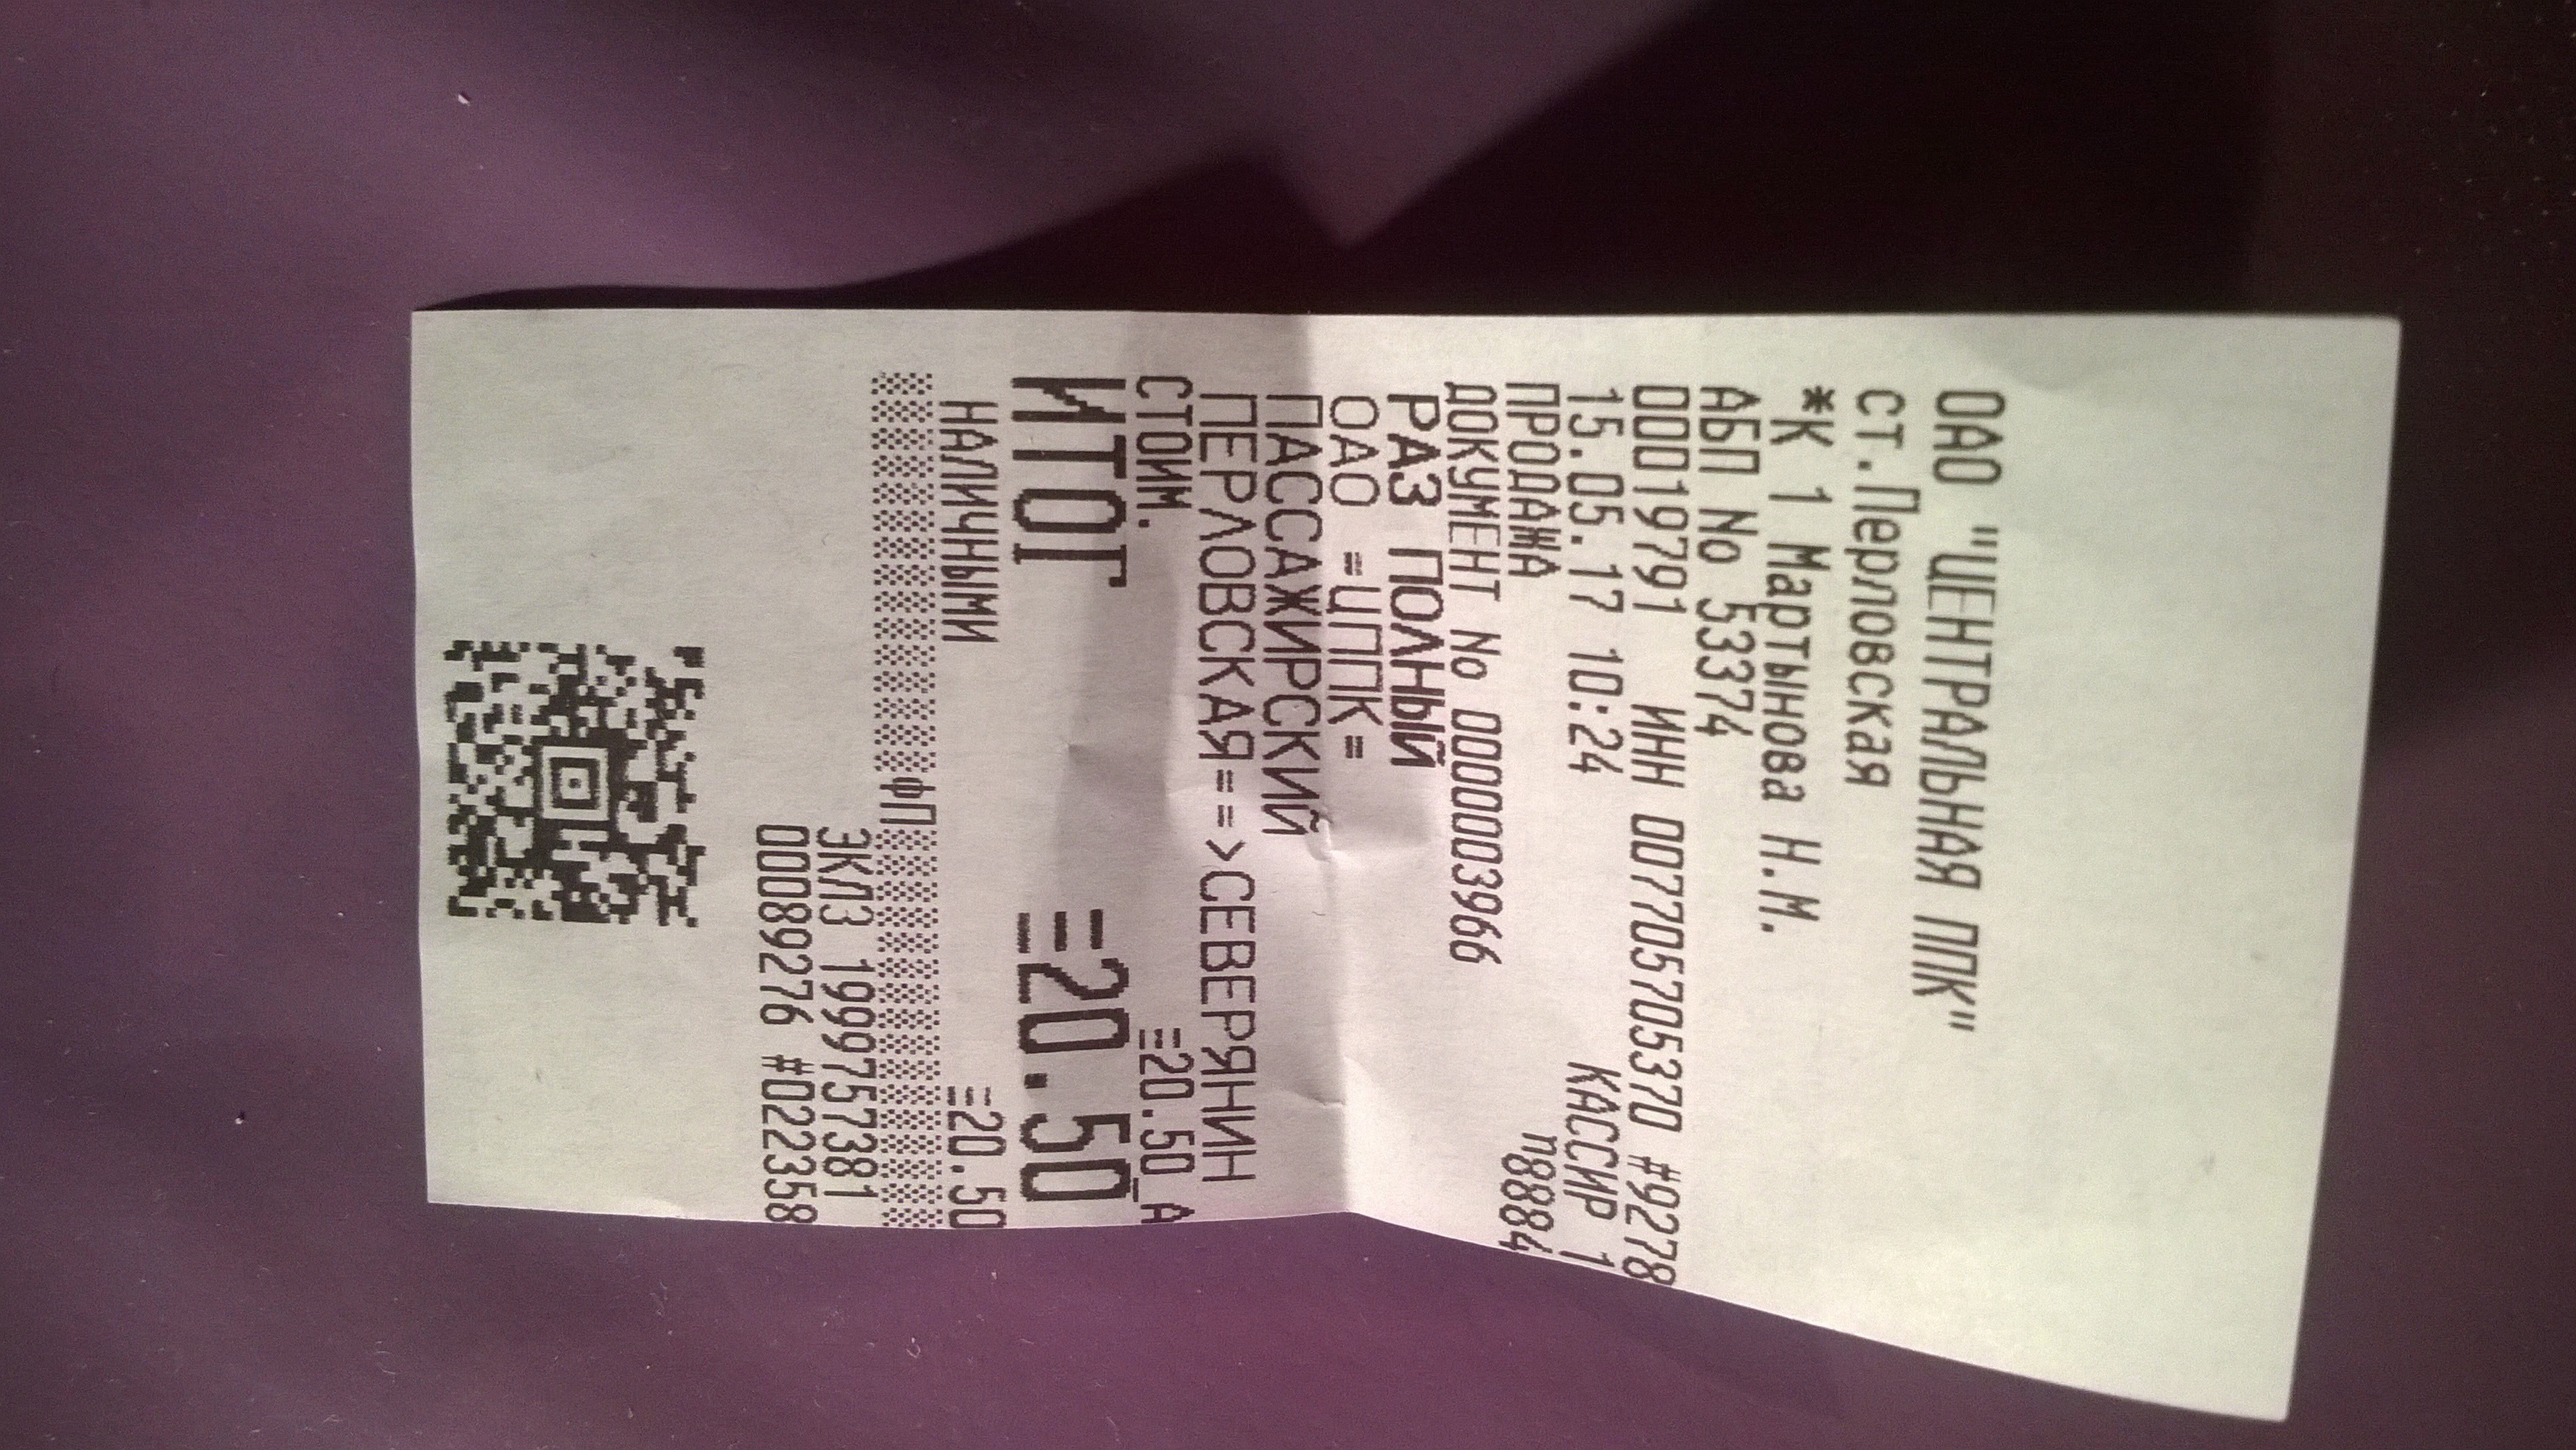 ОАО "ЦЕНТРАЛЬНАЯ ППК"
ст.Перловская
*К 1 Мартынова Н.М.
АБП No 53374
00019791 ИНН 007705705370 #9278
15.05.17 10:24 КАССИР 1
ПРОДАЖА п8884
ДОКУМЕНТ No 0000003966
РАЗ ПОЛНЫЙ
ОАО =ЦППК=
ПАССАЖИРСКИЙ
ПЕРЛОВСКАЯ==>СЕВЕРЯНИН
СТОИМ. ≡20.50_А
ИТОГ ≡20.50
НАЛИЧНЫМИ ≡20.50
ФП
ЭКЛЗ 1999757381
00089276 #022358